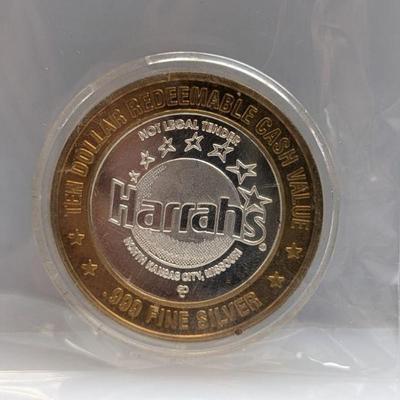 TEN DOLLAR REDEEMABLE CASH VALUE
NOT LEGAL TENDER
Harrah's
NORTH KANSAS CITY, MISSOURI
.999 FINE SILVER